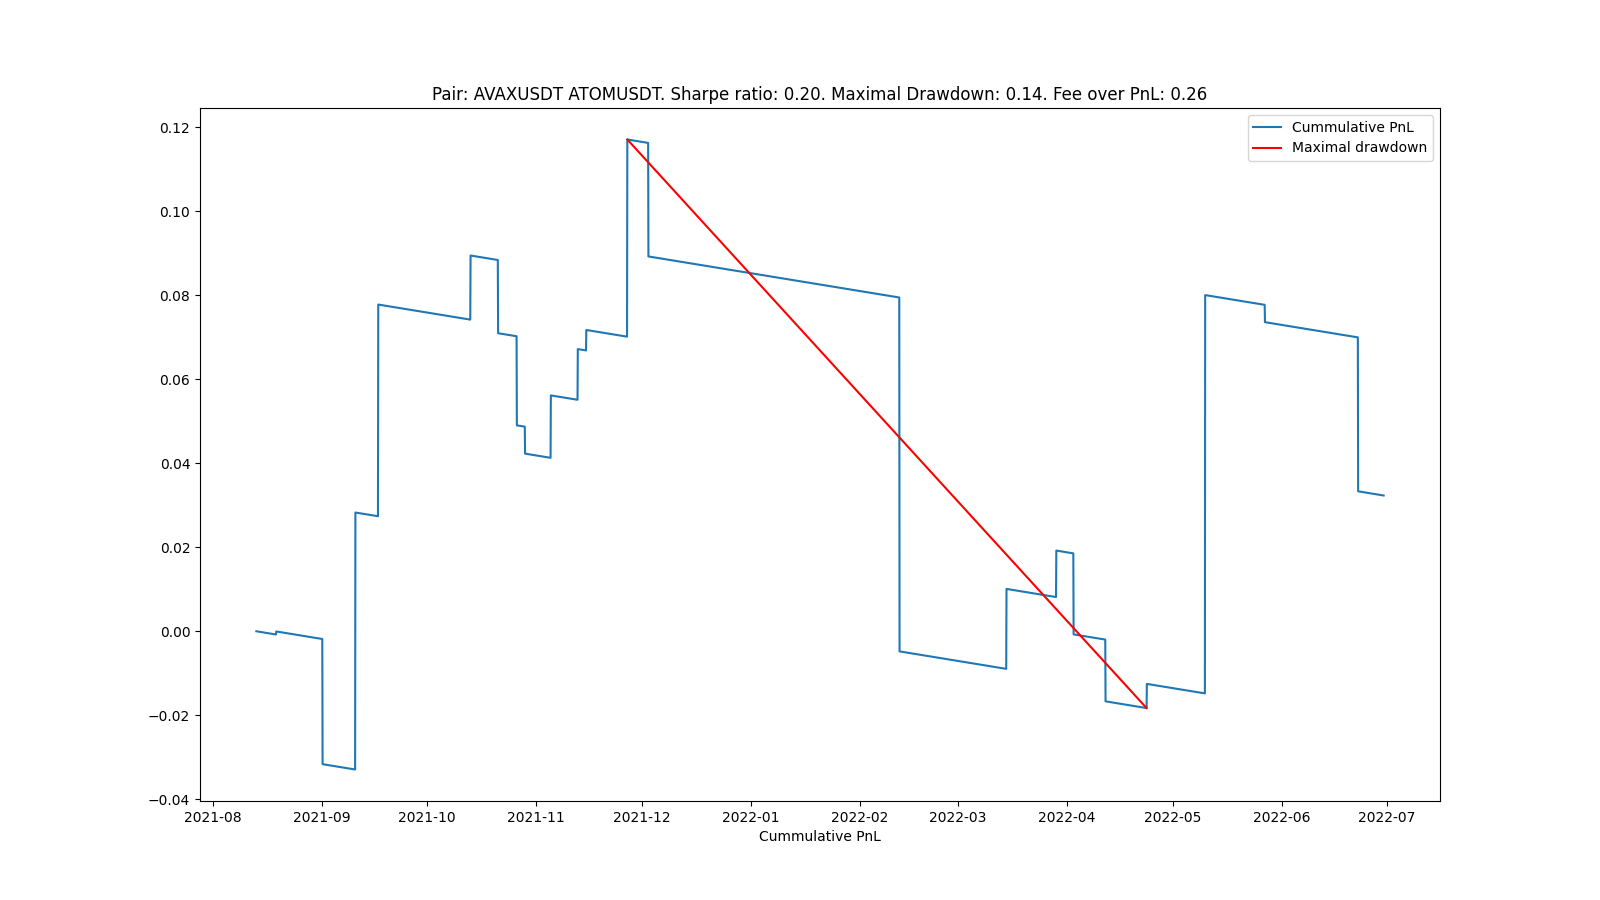 Pair: AVAXUSDT ATOMUSDT. Sharpe ratio: 0.20. Maximal Drawdown: 0.14. Fee over PnL: 0.26
Cummulative PnL
Maximal drawdown
0.12
0.10
0.08
0.06
0.04
0.02
0.00
−0.02
−0.04
2021-08 2021-09 2021-10 2021-11 2021-12 2022-01 2022-02 2022-03 2022-04 2022-05 2022-06 2022-07
Cummulative PnL